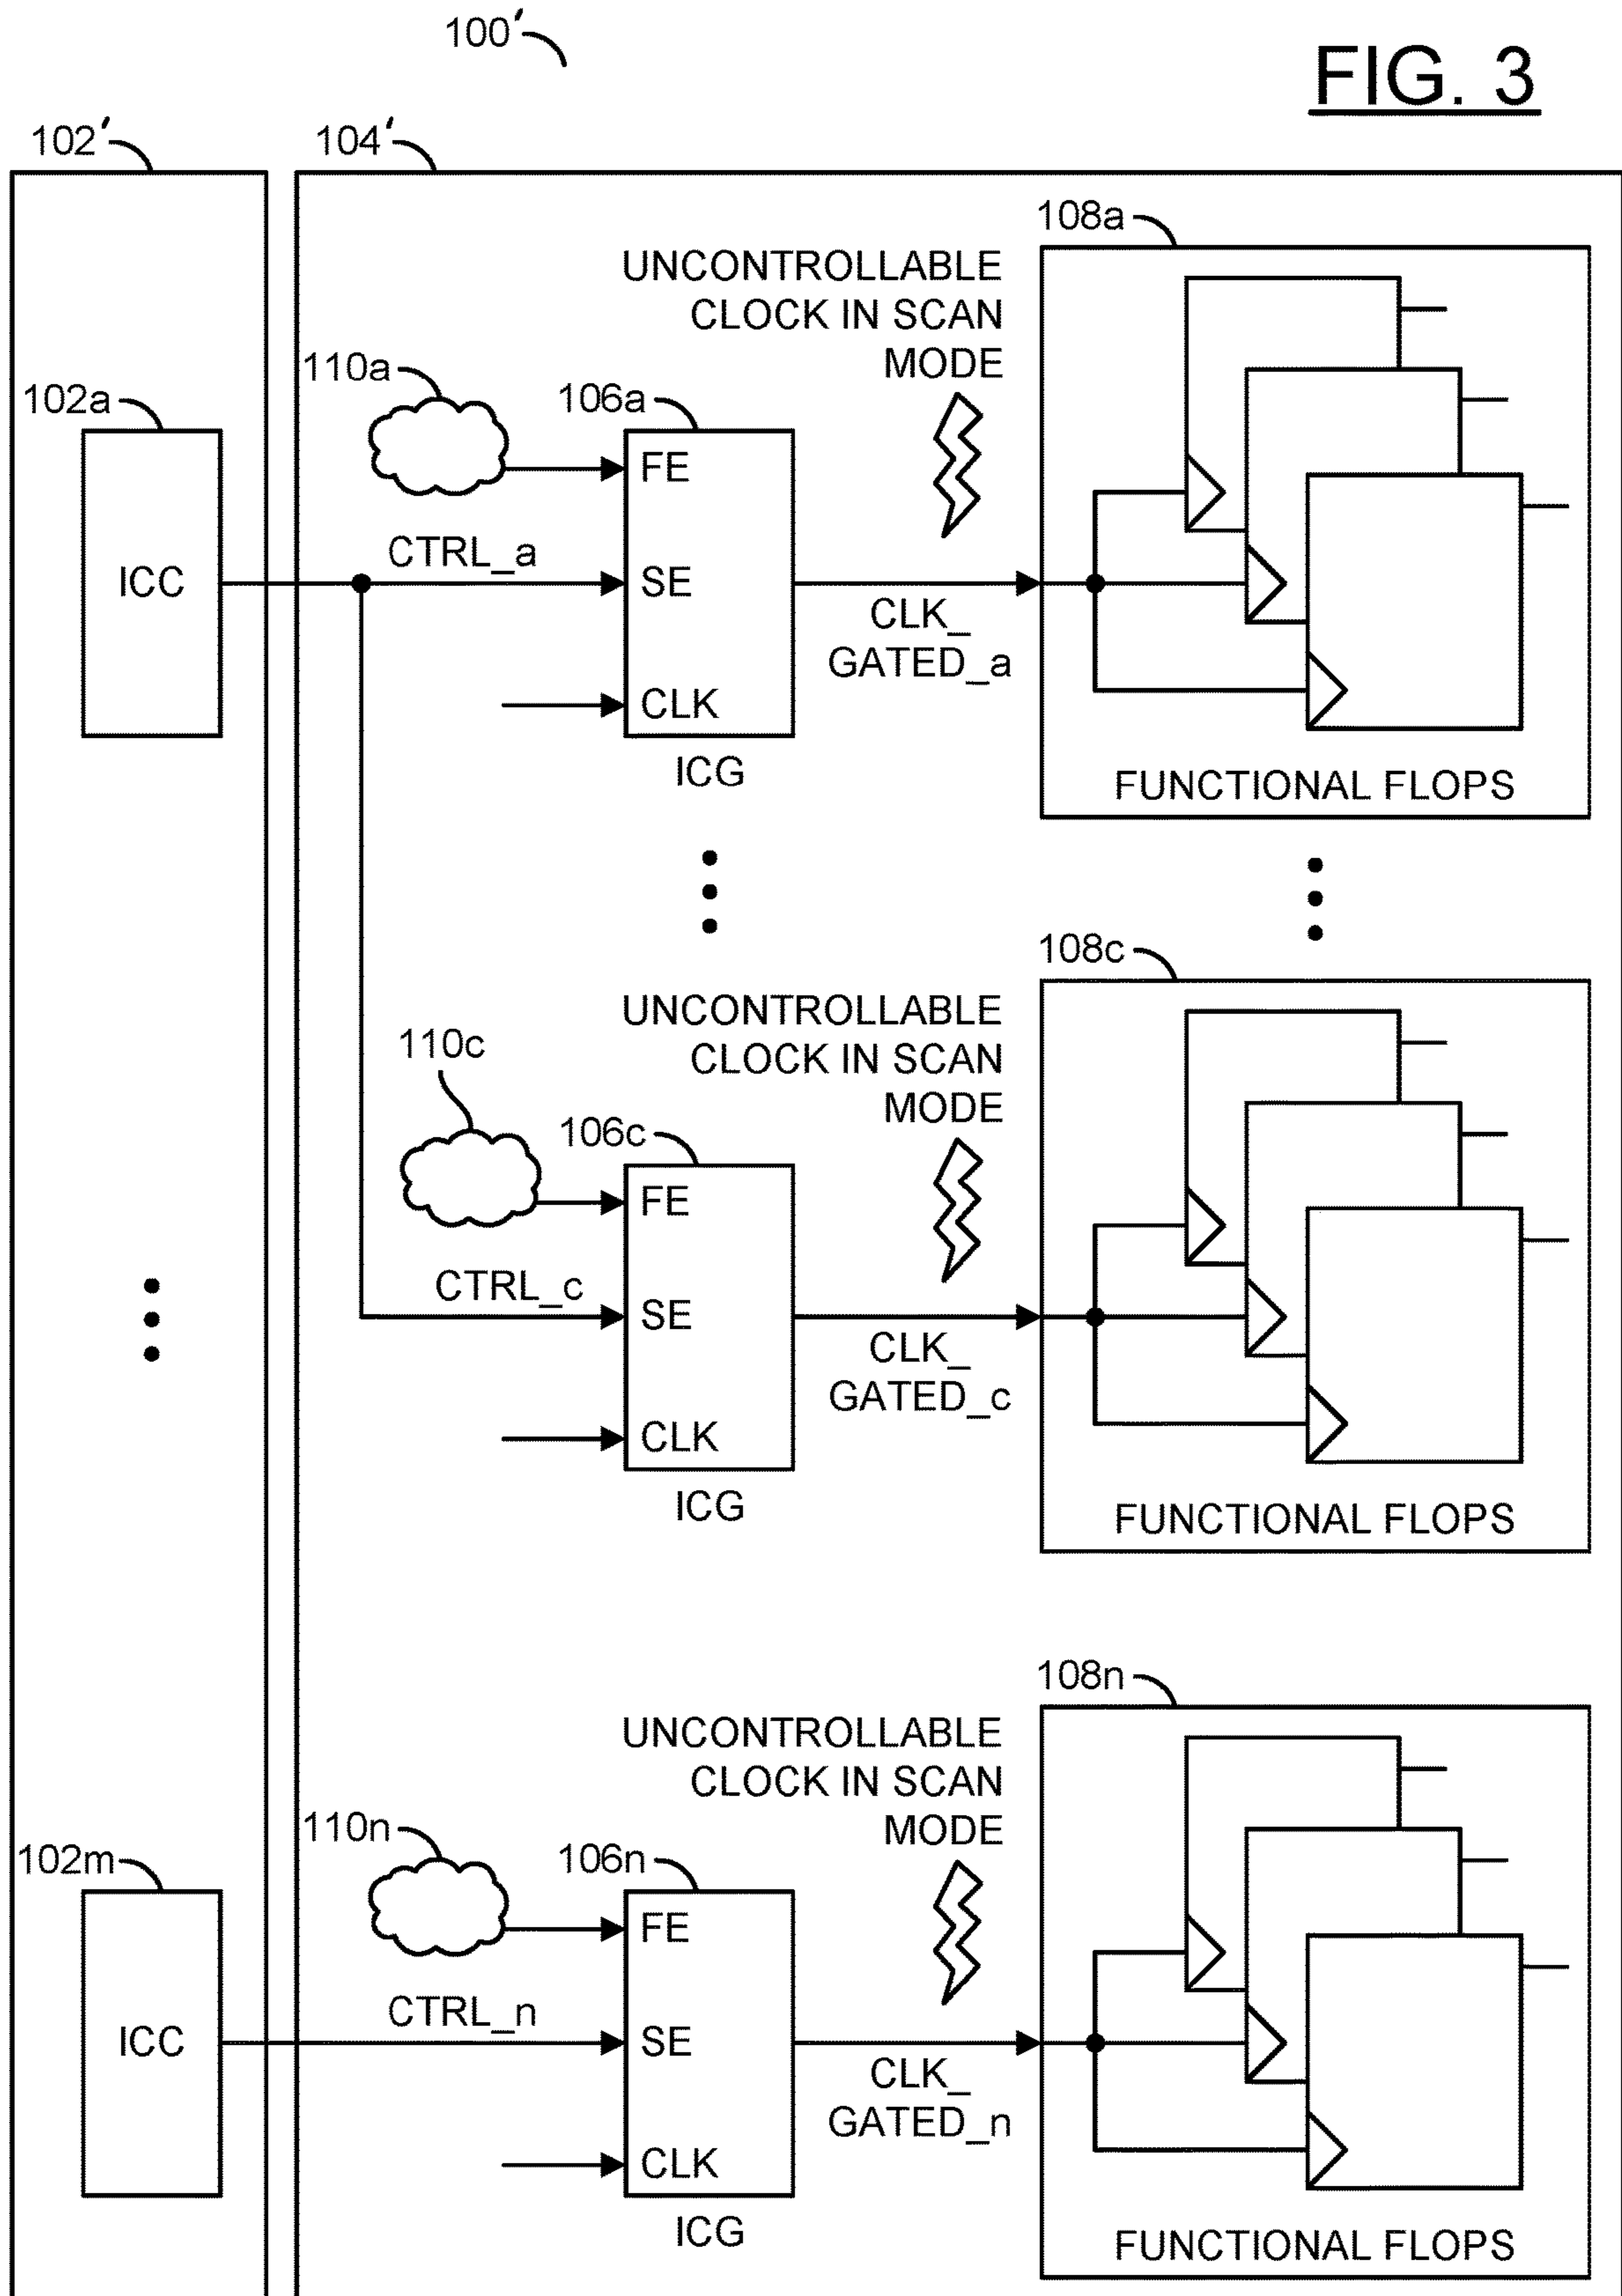 100′
FIG. 3
102′
104′
108a
UNCONTROLLABLE
CLOCK IN SCAN
MODE
110a
102a
106a
FE
CTRL_a
ICC
SE
CLK_
GATED_a
CLK
ICG
FUNCTIONAL FLOPS
108c
UNCONTROLLABLE
CLOCK IN SCAN
MODE
110c
106c
FE
CTRL_c
SE
CLK_
GATED_c
CLK
ICG
FUNCTIONAL FLOPS
108n
UNCONTROLLABLE
CLOCK IN SCAN
MODE
110n
102m
106n
FE
CTRL_n
ICC
SE
CLK_
GATED_n
CLK
ICG
FUNCTIONAL FLOPS